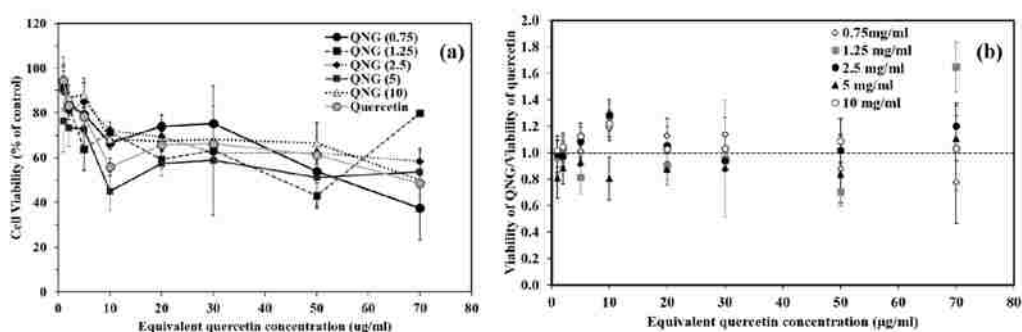 120
100
80
60
40
20
0
Cell Viability (% of control)
QNG (0.75)
QNG (1.25)
QNG (2.5)
QNG (5)
QNG (10)
Quercetin
(a)
0 10 20 30 40 50 60 70 80
Equivalent quercetin concentration (ug/ml)
2.0
1.8
1.6
1.4
1.2
1.0
0.8
0.6
0.4
0.2
0.0
Viability of QNG/Viability of quercetin
0.75mg/ml
1.25 mg/ml
2.5 mg/ml
5 mg/ml
10 mg/ml
(b)
0 10 20 30 40 50 60 70 80
Equivalent quercetin concentration (µg/ml)